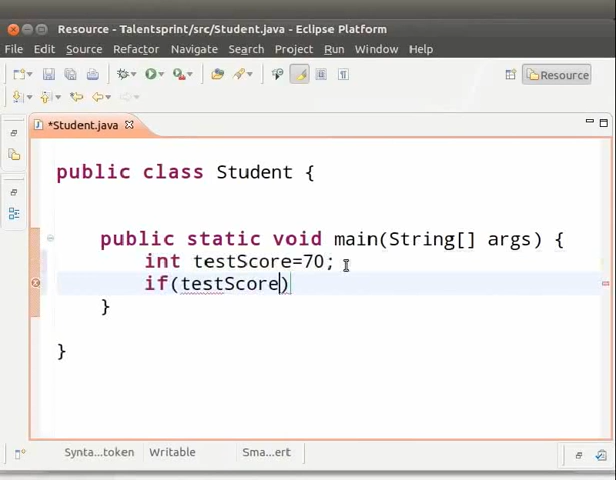 Resource - Talentsprint/src/Student.java - Eclipse Platform
File Edit Source Refactor Navigate Search Project Run Window Help
Resource
*Student.java
public class Student {
public static void main(String[] args) {
int testScore=70;
if(testScore)
}
}
Synta...token Writable Sma...ert